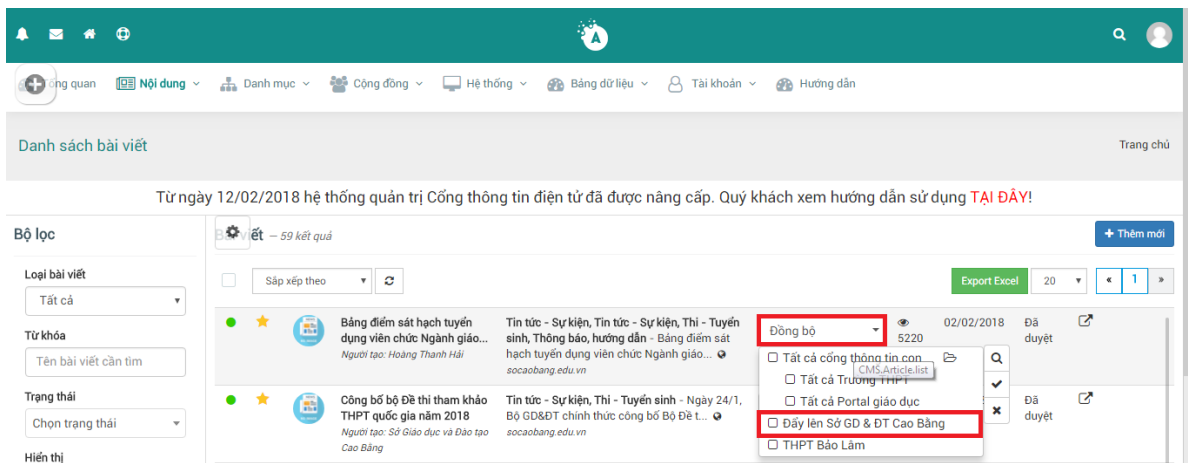 A
Tổng quan
Nội dung
Danh mục
Cộng đồng
Hệ thống
Bảng dữ liệu
Tài khoản
Hướng dẫn
Danh sách bài viết
Trang chủ
Từ ngày 12/02/2018 hệ thống quản trị Cổng thông tin điện tử đã được nâng cấp. Quý khách xem hướng dẫn sử dụng TẠI ĐÂY!
Bộ lọc
Bài viết – 59 kết quả
+ Thêm mới
Loại bài viết
Tất cả
Từ khóa
Tên bài viết cần tìm
Trạng thái
Chọn trạng thái
Hiển thị
Sắp xếp theo
Export Excel
20
«
1
»
Bảng điểm sát hạch tuyển
dụng viên chức Ngành giáo...
Người tạo: Hoàng Thanh Hải
Tin tức - Sự kiện, Tin tức - Sự kiện, Thi - Tuyển
sinh, Thông báo, hướng dẫn - Bảng điểm sát
hạch tuyển dụng viên chức Ngành giáo...
socaobang.edu.vn
Đồng bộ
5220
02/02/2018
Đã
duyệt
Tất cả cổng thông tin con
CMS.Article.list
Tất cả Trường THPT
Tất cả Portal giáo dục
Đẩy lên Sở GD & ĐT Cao Bằng
THPT Bảo Lâm
Công bố bộ Đề thi tham khảo
THPT quốc gia năm 2018
Người tạo: Sở Giáo dục và Đào tạo
Cao Bằng
Tin tức - Sự kiện, Thi - Tuyển sinh - Ngày 24/1,
Bộ GD&ĐT chính thức công bố Bộ Đề t...
socaobang.edu.vn
Đã
duyệt